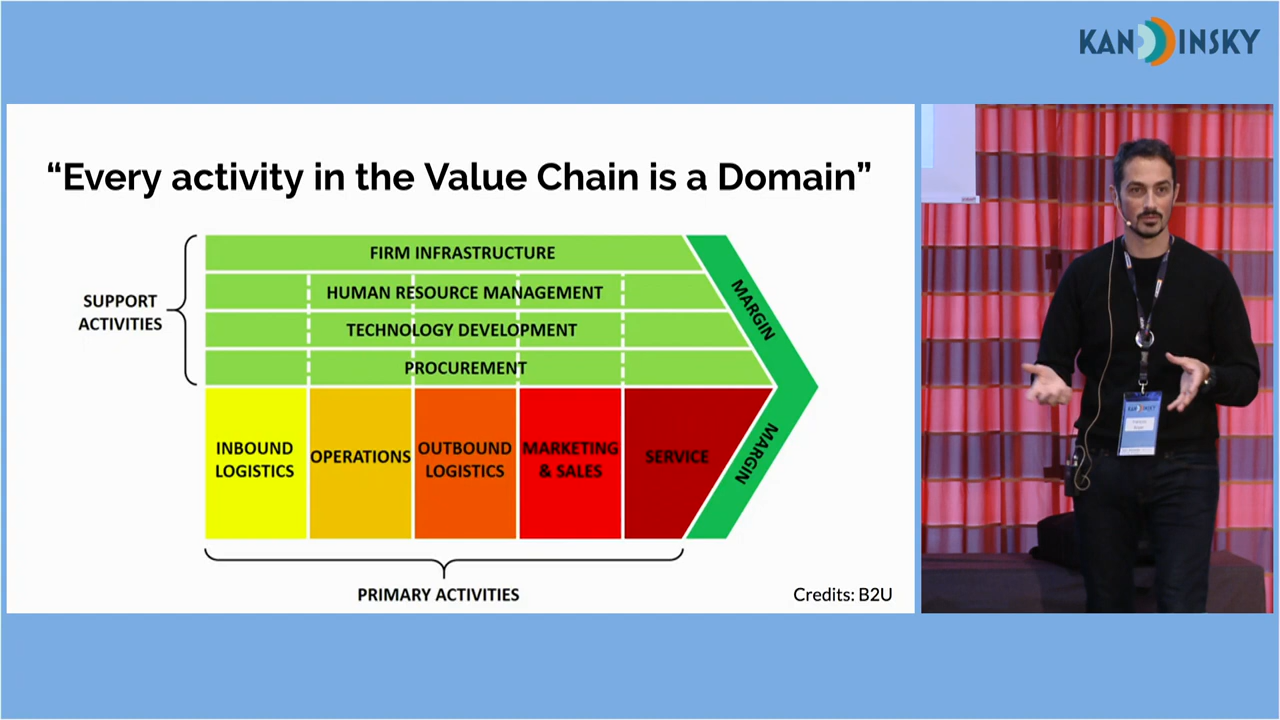 KANDINSKY
“Every activity in the Value Chain is a Domain”
SUPPORT
ACTIVITIES
FIRM INFRASTRUCTURE
HUMAN RESOURCE MANAGEMENT
TECHNOLOGY DEVELOPMENT
PROCUREMENT
MARGIN
INBOUND
LOGISTICS
OPERATIONS
OUTBOUND
LOGISTICS
MARKETING
& SALES
SERVICE
MARGIN
PRIMARY ACTIVITIES
Credits: B2U
KANDINSKY